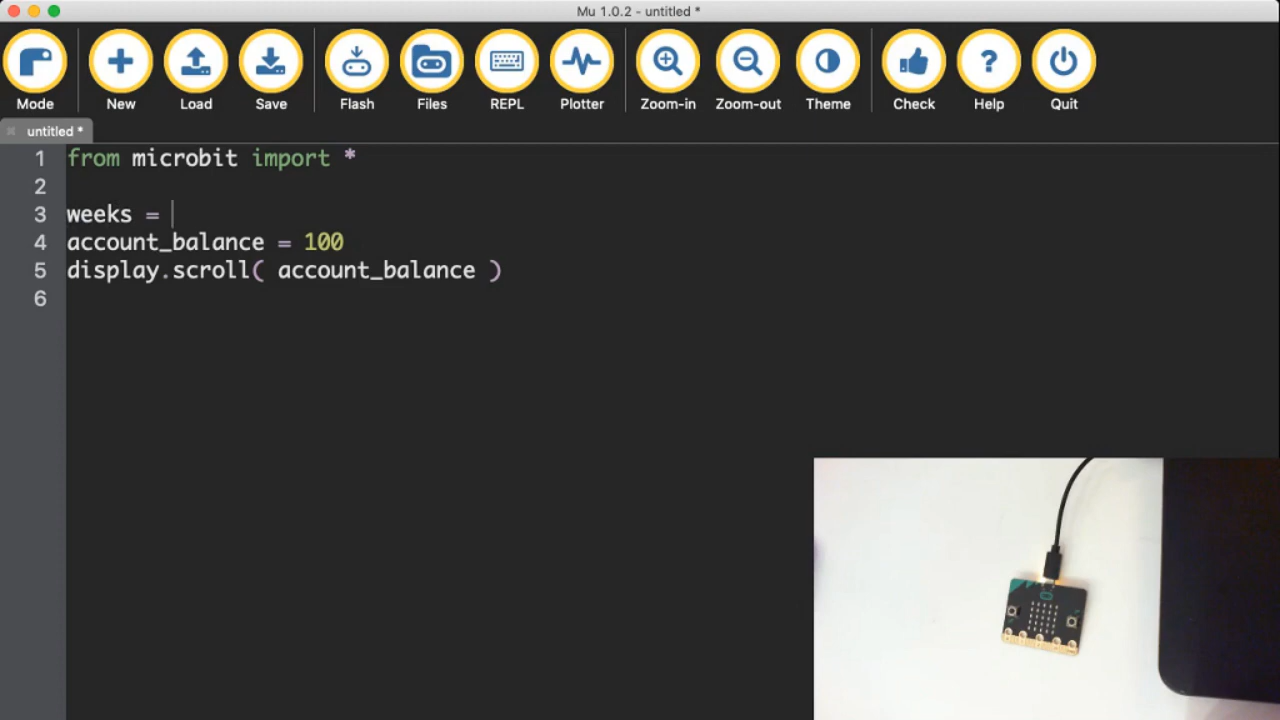 Mu 1.0.2 - untitled *
Mode New Load Save Flash Files REPL Plotter Zoom-in Zoom-out Theme Check Help Quit
untitled *
1 from microbit import *
2
3 weeks =
4 account_balance = 100
5 display.scroll( account_balance )
6